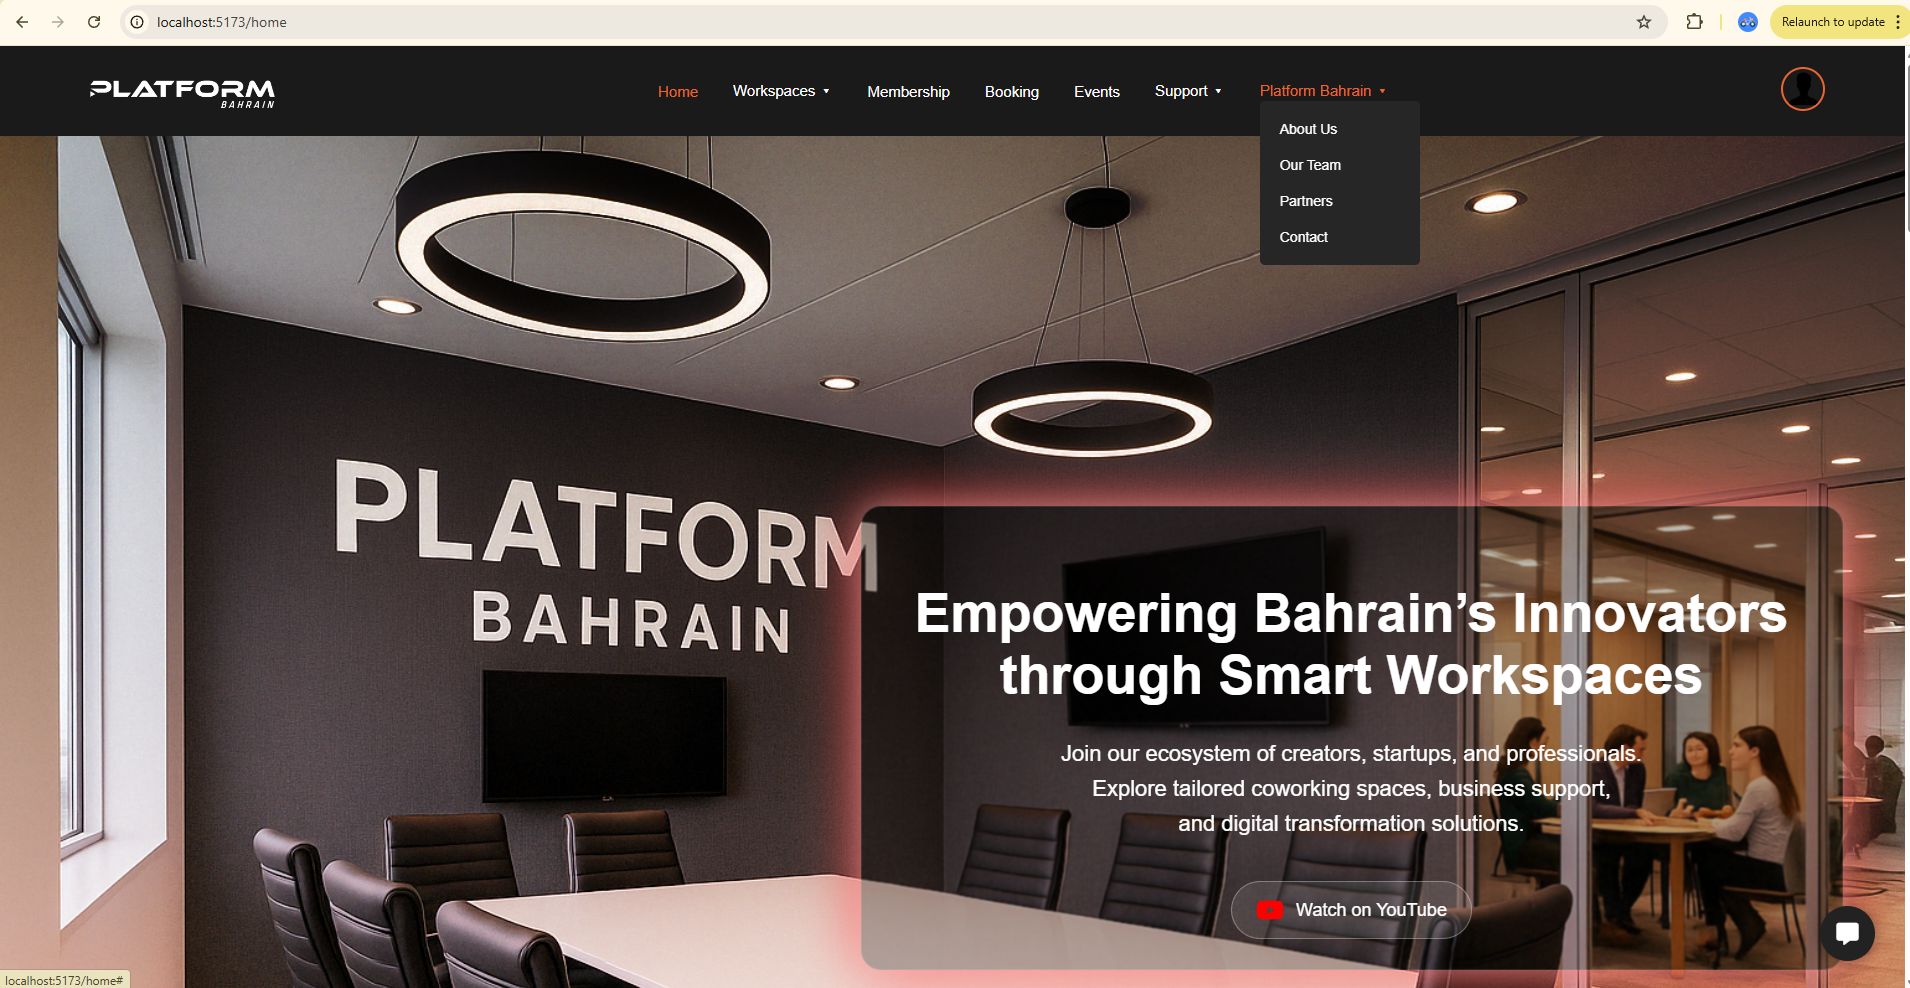 localhost:5173/home
Relaunch to update
PLATFORM
BAHRAIN
Home
Workspaces
Membership
Booking
Events
Support
Platform Bahrain
About Us
Our Team
Partners
Contact
PLATFORM
BAHRAIN
Empowering Bahrain’s Innovators
through Smart Workspaces
Join our ecosystem of creators, startups, and professionals.
Explore tailored coworking spaces, business support,
and digital transformation solutions.
Watch on YouTube
localhost:5173/home#